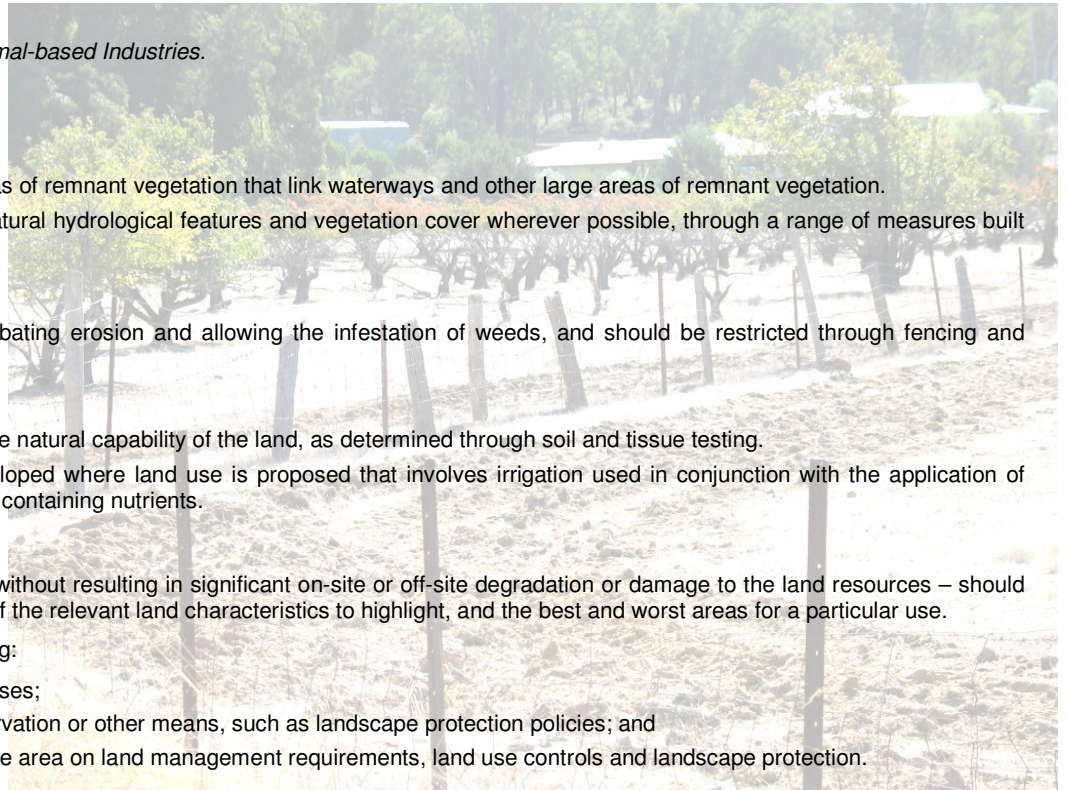 mal-based Industries.
s of remnant vegetation that link waterways and other large areas of remnant vegetation.
atural hydrological features and vegetation cover wherever possible, through a range of measures built
bating erosion and allowing the infestation of weeds, and should be restricted through fencing and
e natural capability of the land, as determined through soil and tissue testing.
loped where land use is proposed that involves irrigation used in conjunction with the application of
containing nutrients.
without resulting in significant on-site or off-site degradation or damage to the land resources – should
f the relevant land characteristics to highlight, and the best and worst areas for a particular use.
g:
ses;
rvation or other means, such as landscape protection policies; and
e area on land management requirements, land use controls and landscape protection.